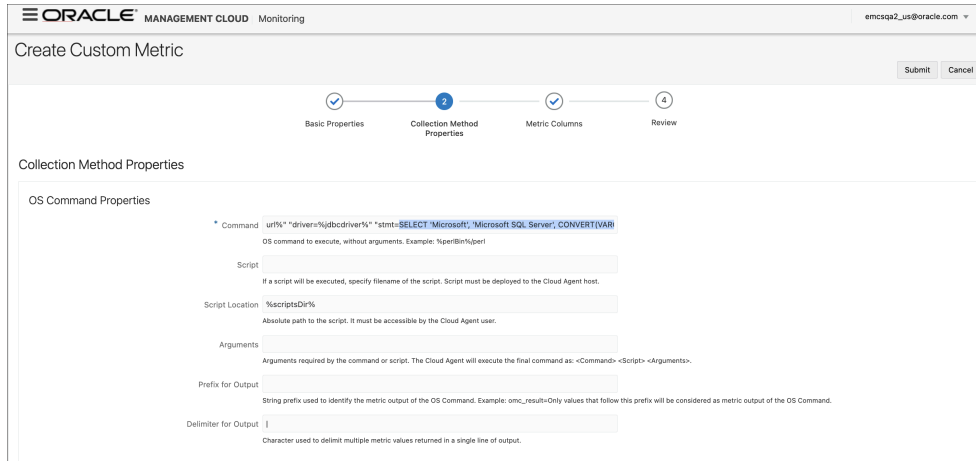 ORACLE® MANAGEMENT CLOUD Monitoring
emcsqa2_us@oracle.com
Create Custom Metric
Submit Cancel
2
4
Basic Properties
Collection Method Properties
Metric Columns
Review
Collection Method Properties
OS Command Properties
* Command url%" "driver=%jdbcdriver%" "stmt=SELECT 'Microsoft', 'Microsoft SQL Server', CONVERT(VAR
OS command to execute, without arguments. Example: %perlBin%/perl
Script
If a script will be executed, specify filename of the script. Script must be deployed to the Cloud Agent host.
Script Location %scriptsDir%
Absolute path to the script. It must be accessible by the Cloud Agent user.
Arguments
Arguments required by the command or script. The Cloud Agent will execute the final command as: <Command> <Script> <Arguments>.
Prefix for Output
String prefix used to identify the metric output of the OS Command. Example: omc_result=Only values that follow this prefix will be considered as metric output of the OS Command.
Delimiter for Output |
Character used to delimit multiple metric values returned in a single line of output.